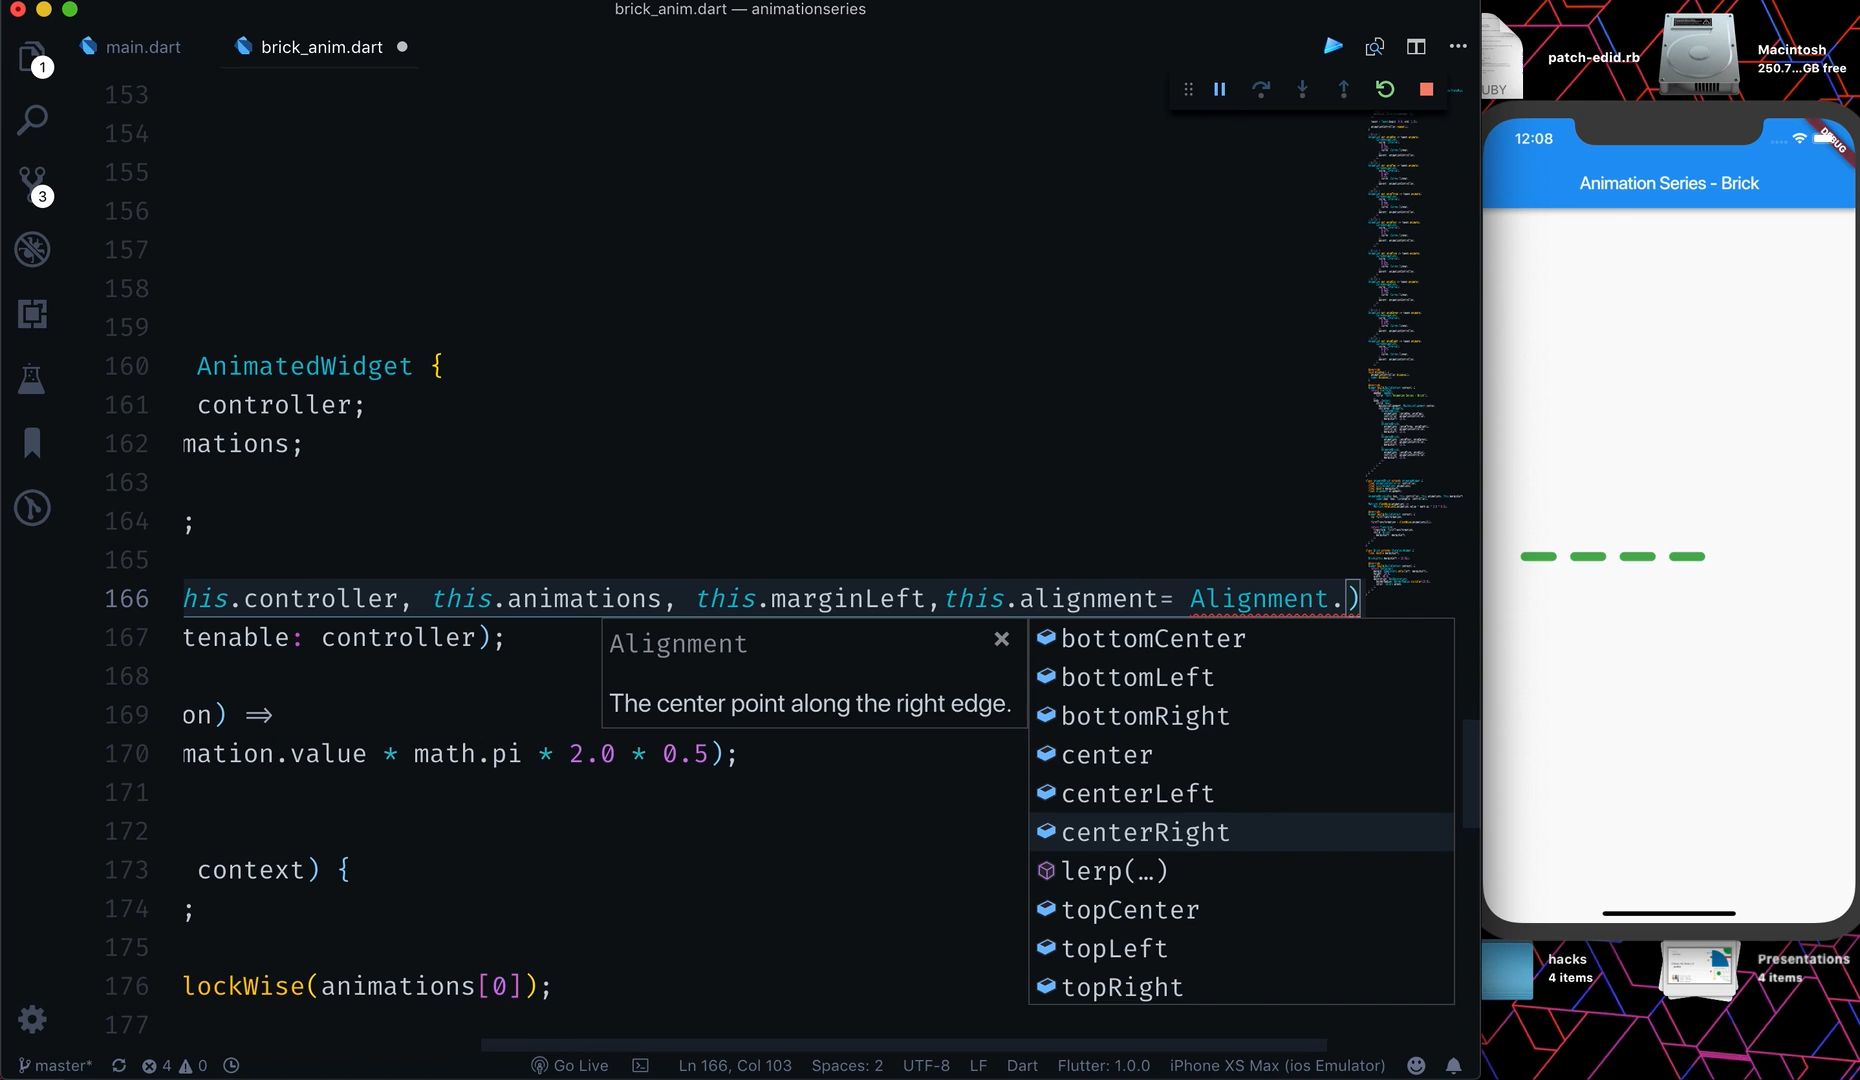 brick_anim.dart — animationseries
main.dart
brick_anim.dart
1
3
153
154
155
156
157
158
159
160 AnimatedWidget {
161 controller;
162 mations;
163
164 ;
165
166 his.controller, this.animations, this.marginLeft,this.alignment= Alignment.)
167 tenable: controller);
168
169 on) =>
170 mation.value * math.pi * 2.0 * 0.5);
171
172
173 context) {
174 ;
175
176 lockWise(animations[0]);
177
Alignment
The center point along the right edge.
bottomCenter
bottomLeft
bottomRight
center
centerLeft
centerRight
lerp(…)
topCenter
topLeft
topRight
master* 4 0 Go Live Ln 166, Col 103 Spaces: 2 UTF-8 LF Dart Flutter: 1.0.0 iPhone XS Max (ios Emulator)
UBY
patch-edid.rb
Macintosh
250.7...GB free
12:08
DEBUG
Animation Series - Brick
hacks
4 items
Presentations
4 items